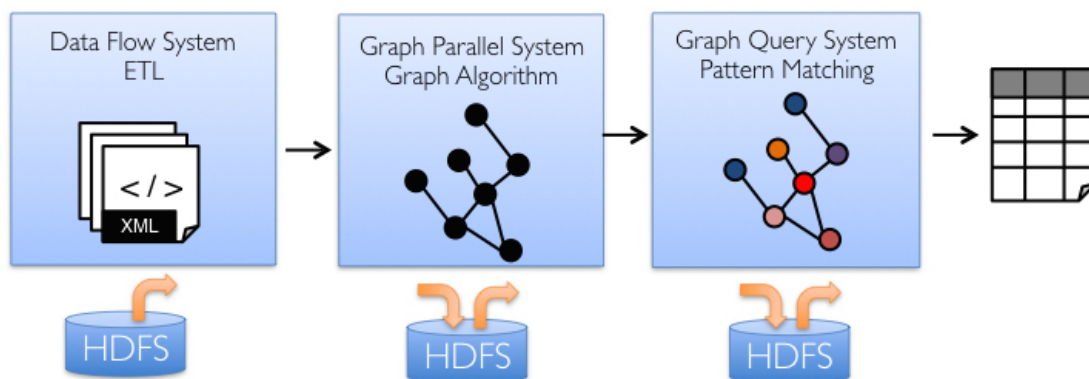 Data Flow System
ETL
</>
XML
HDFS
Graph Parallel System
Graph Algorithm
HDFS
Graph Query System
Pattern Matching
HDFS